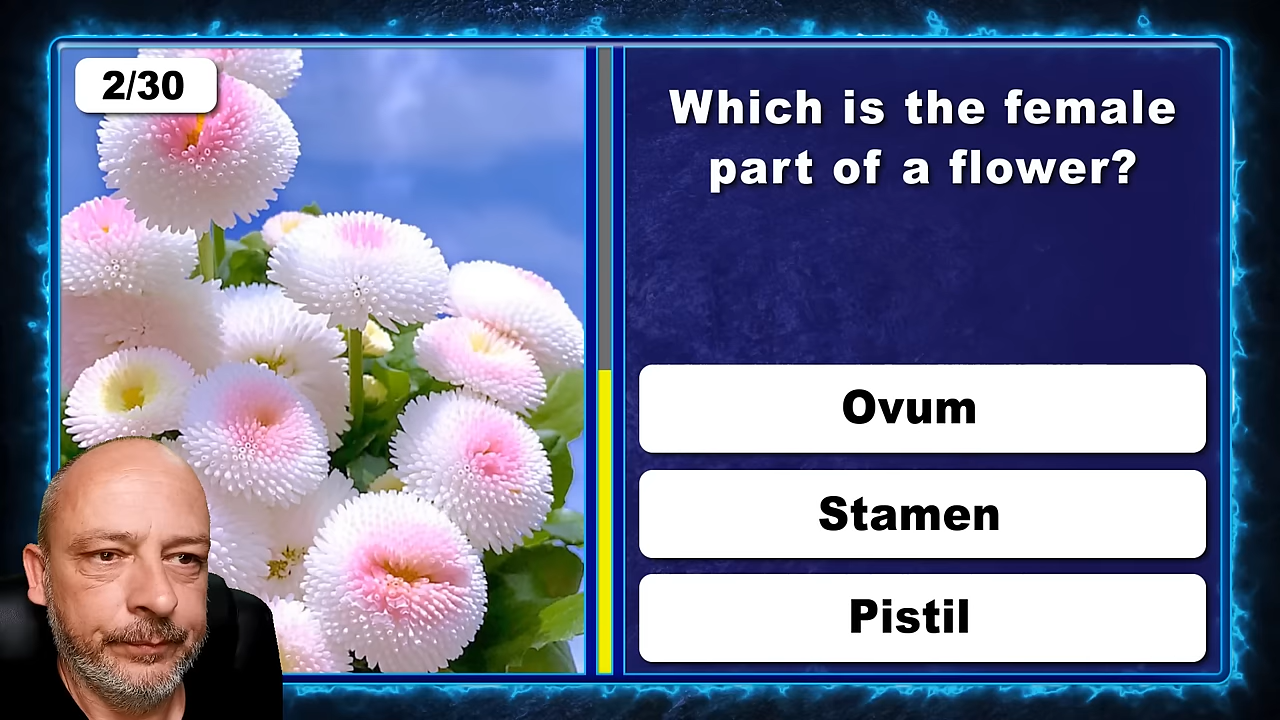 2/30
Which is the female
part of a flower?
Ovum
Stamen
Pistil